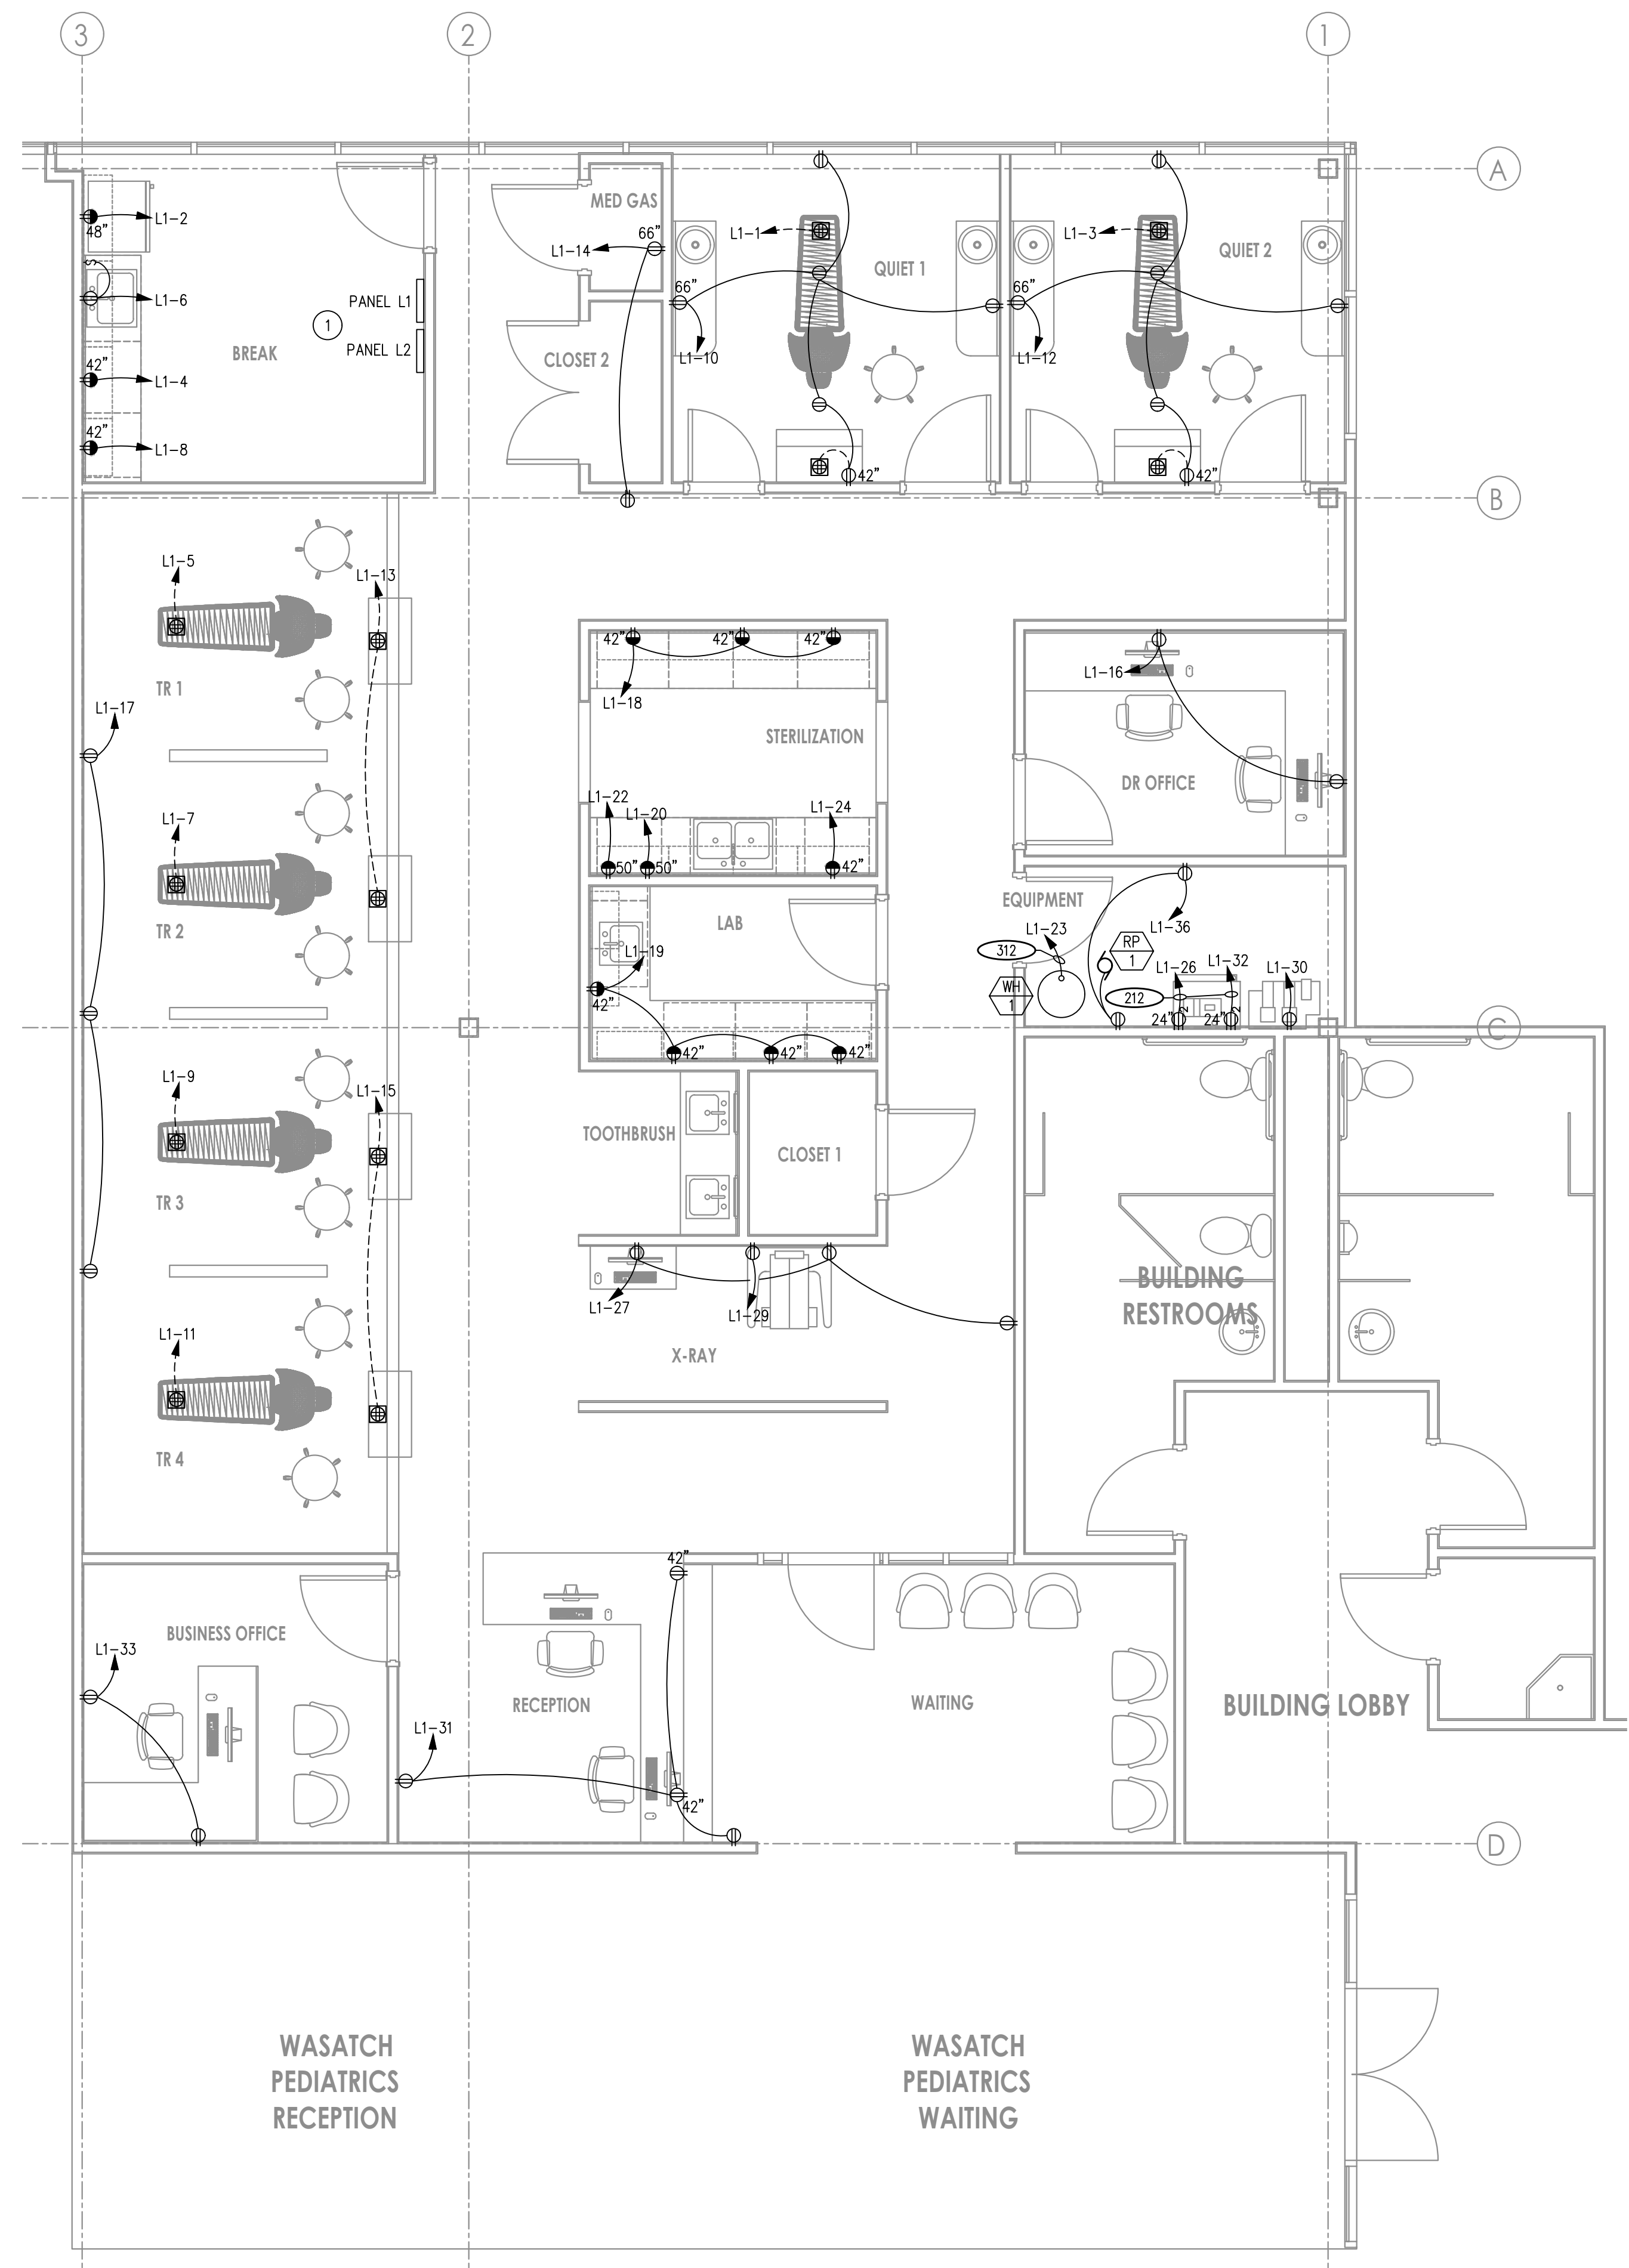 3
2
1
A
MED GAS
L1-2
48"
66"
L1-14
L1-1
L1-3
QUIET 1
QUIET 2
S
L1-6
PANEL L1
66"
66"
1
PANEL L2
BREAK
CLOSET 2
L1-10
L1-12
42"
L1-4
42"
L1-8
42"
42"
B
L1-5
L1-13
TR 1
42"
42"
42"
L1-16
L1-18
L1-17
STERILIZATION
DR OFFICE
L1-22
L1-20
L1-24
L1-7
50"
50"
42"
TR 2
LAB
EQUIPMENT
L1-23
L1-36
312
RP
1
L1-19
L1-26
L1-32
L1-30
WH
1
212
42"
2
2
24"
24"
C
42"
42"
42"
L1-9
L1-15
TOOTHBRUSH
CLOSET 1
TR 3
BUILDING
RESTROOMS
L1-27
L1-29
L1-11
X-RAY
TR 4
42"
BUSINESS OFFICE
L1-33
RECEPTION
WAITING
BUILDING LOBBY
L1-31
42"
D
WASATCH
PEDIATRICS
RECEPTION
WASATCH
PEDIATRICS
WAITING